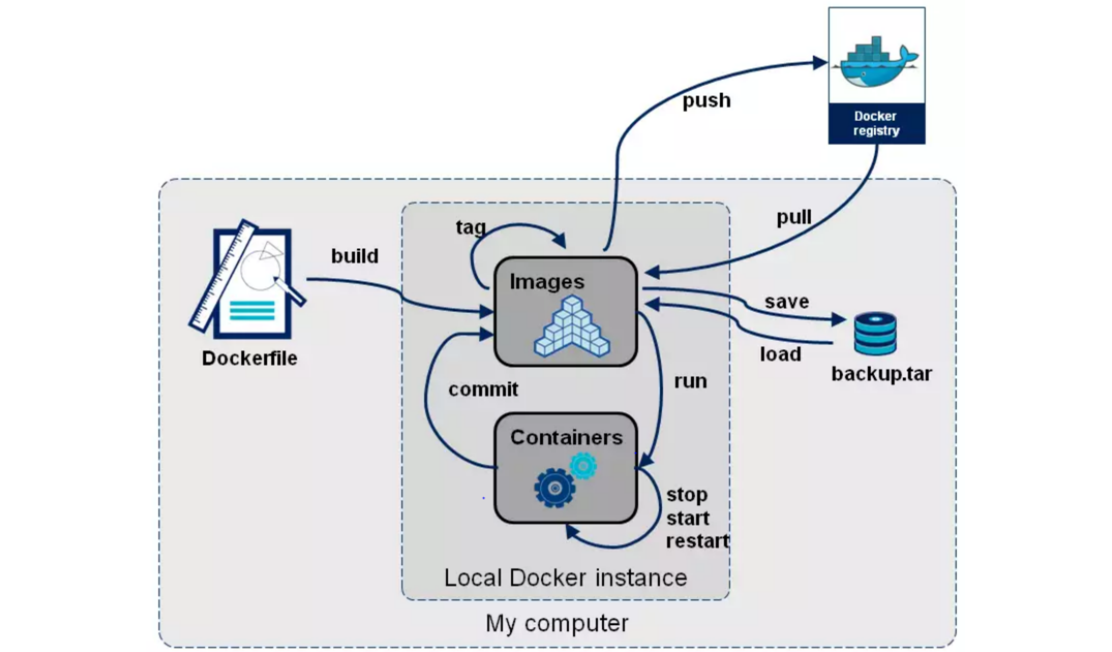 push
Docker
registry
pull
tag
build
Images
save
Dockerfile
load
backup.tar
commit
run
Containers
stop
start
restart
Local Docker instance
My computer